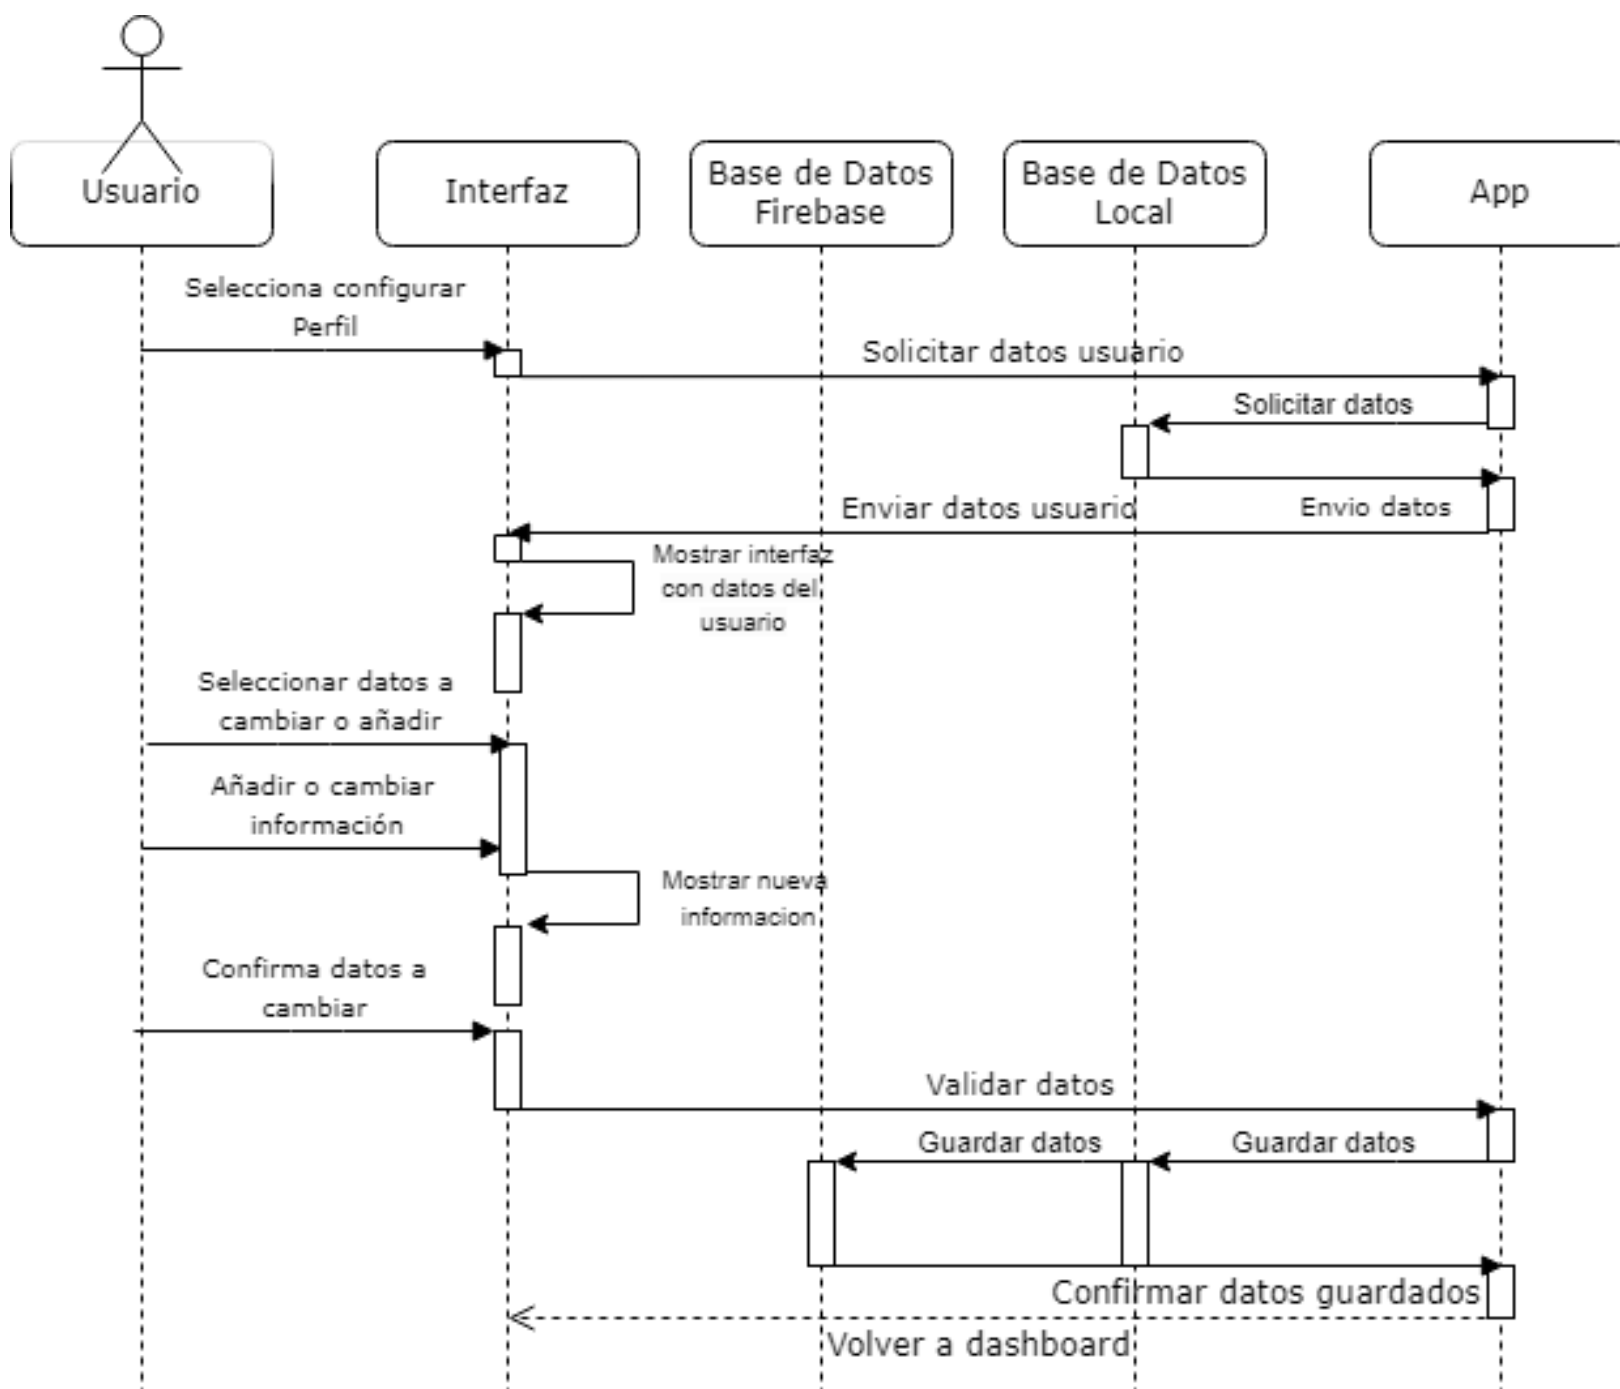 Usuario
Interfaz
Base de Datos
Firebase
Base de Datos
Local
App
Selecciona configurar
Perfil
Solicitar datos usuario
Solicitar datos
Enviar datos usuario
Envio datos
Mostrar interfaz
con datos del
usuario
Seleccionar datos a
cambiar o añadir
Añadir o cambiar
información
Mostrar nueva
informacion
Confirma datos a
cambiar
Validar datos
Guardar datos
Guardar datos
Confirmar datos guardados
Volver a dashboard